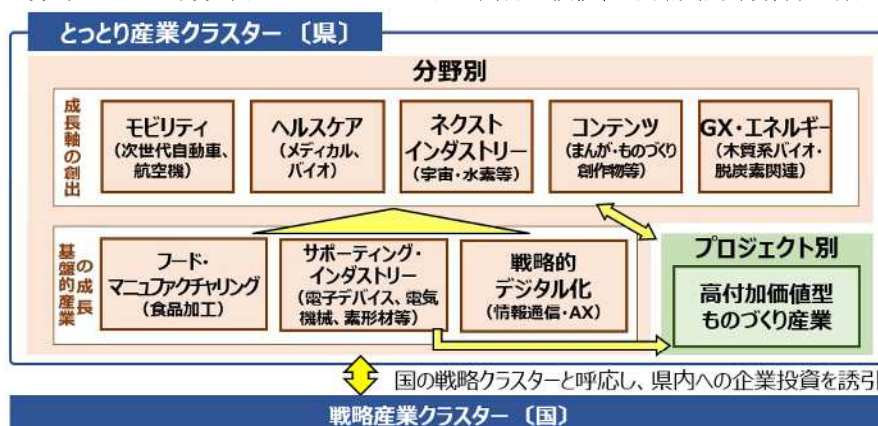 とっとり産業クラスター 〔県〕
分野別
成長軸の創出
モビリティ
(次世代自動車、
航空機)
ヘルスケア
(メディカル、
バイオ)
ネクスト
インダストリー
(宇宙・水素等)
コンテンツ
(まんが・ものづくり
創作物等)
GX・エネルギー
(木質系バイオ・
脱炭素関連)
基盤的産業
の成長
フード・
マニュファクチャリング
(食品加工)
サポーティング・
インダストリー
(電子デバイス、電気
機械、素形材等)
戦略的
デジタル化
(情報通信・AX)
プロジェクト別
高付加価値型
ものづくり産業
国の戦略クラスターと呼応し、県内への企業投資を誘引
戦略産業クラスター 〔国〕